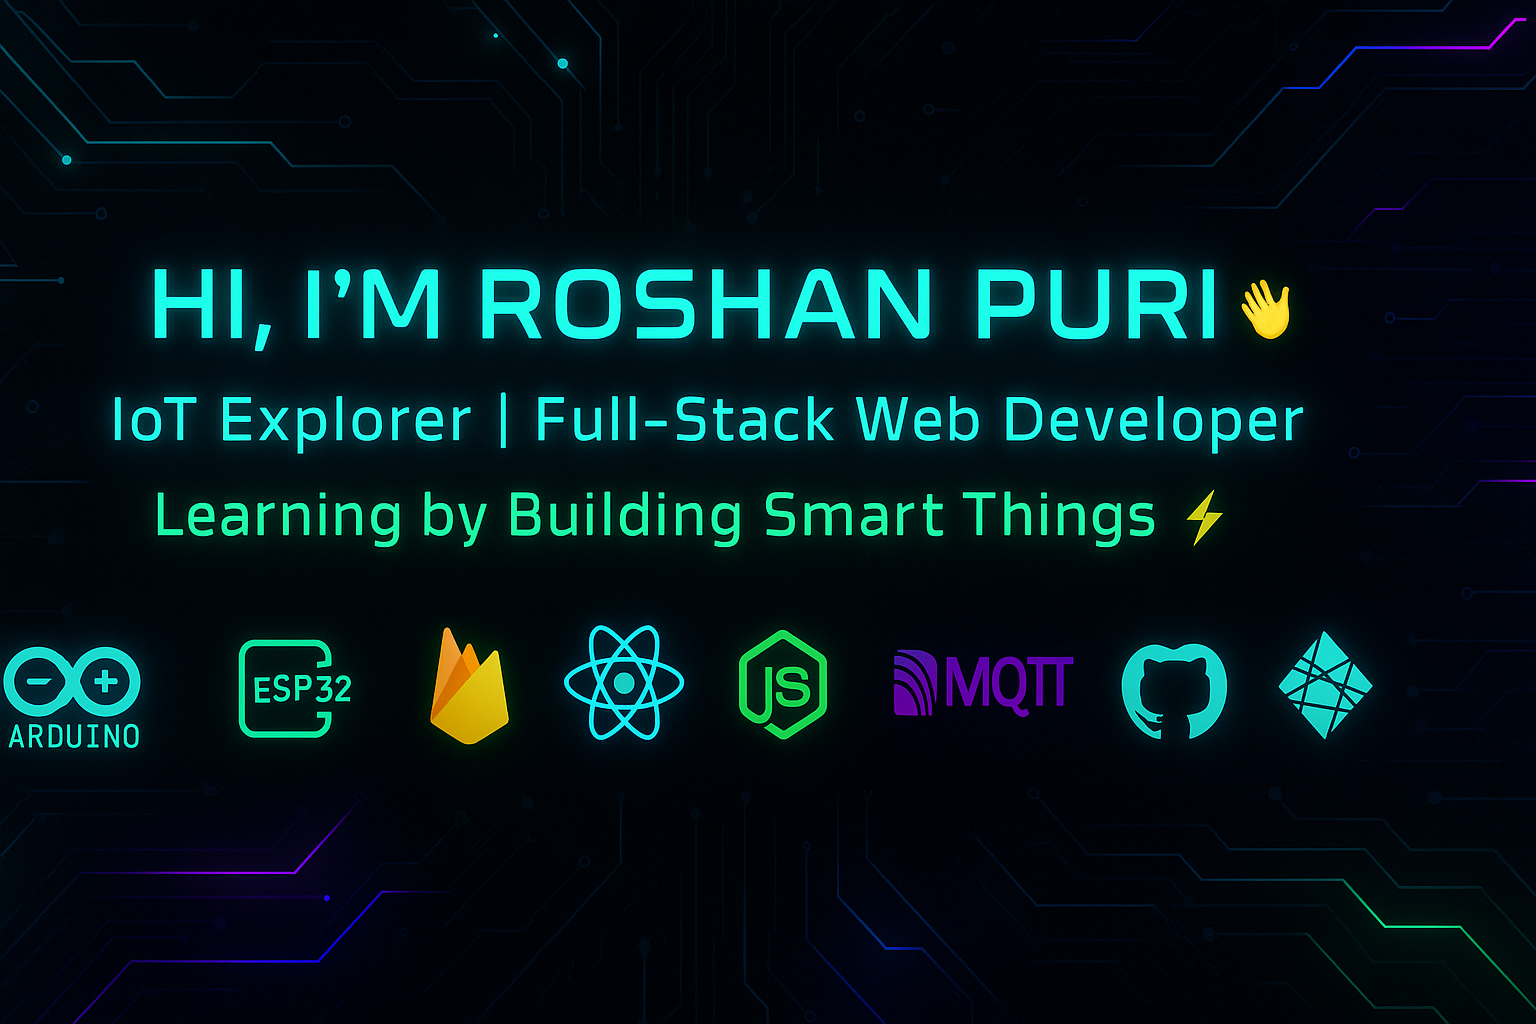 HI, I'M ROSHAN PURI 👋
IoT Explorer | Full-Stack Web Developer
Learning by Building Smart Things ⚡
ARDUINO
ESP32
JS
MQTT